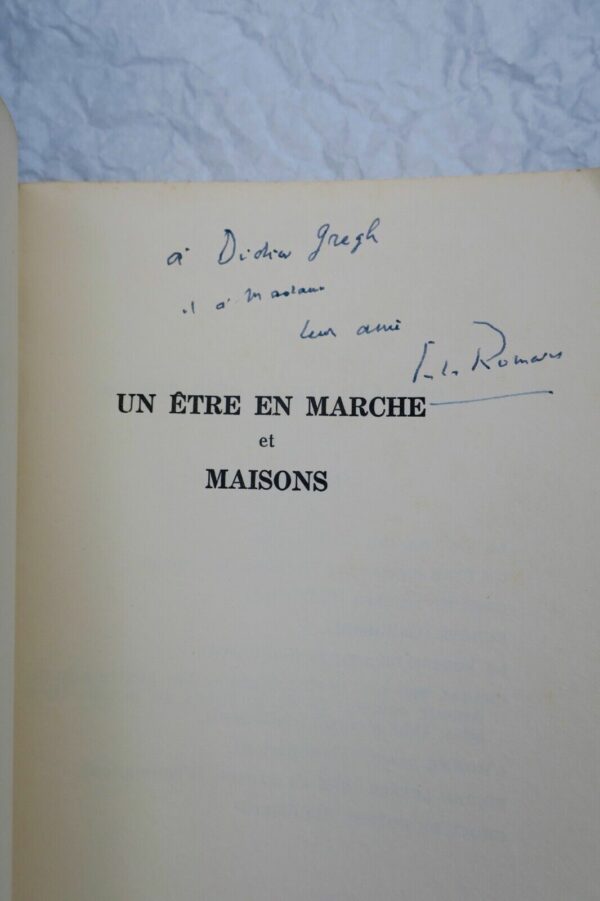 à Didier Gregh
et à Madame
leur ami
Jules Romains
UN ÊTRE EN MARCHE
et
MAISONS